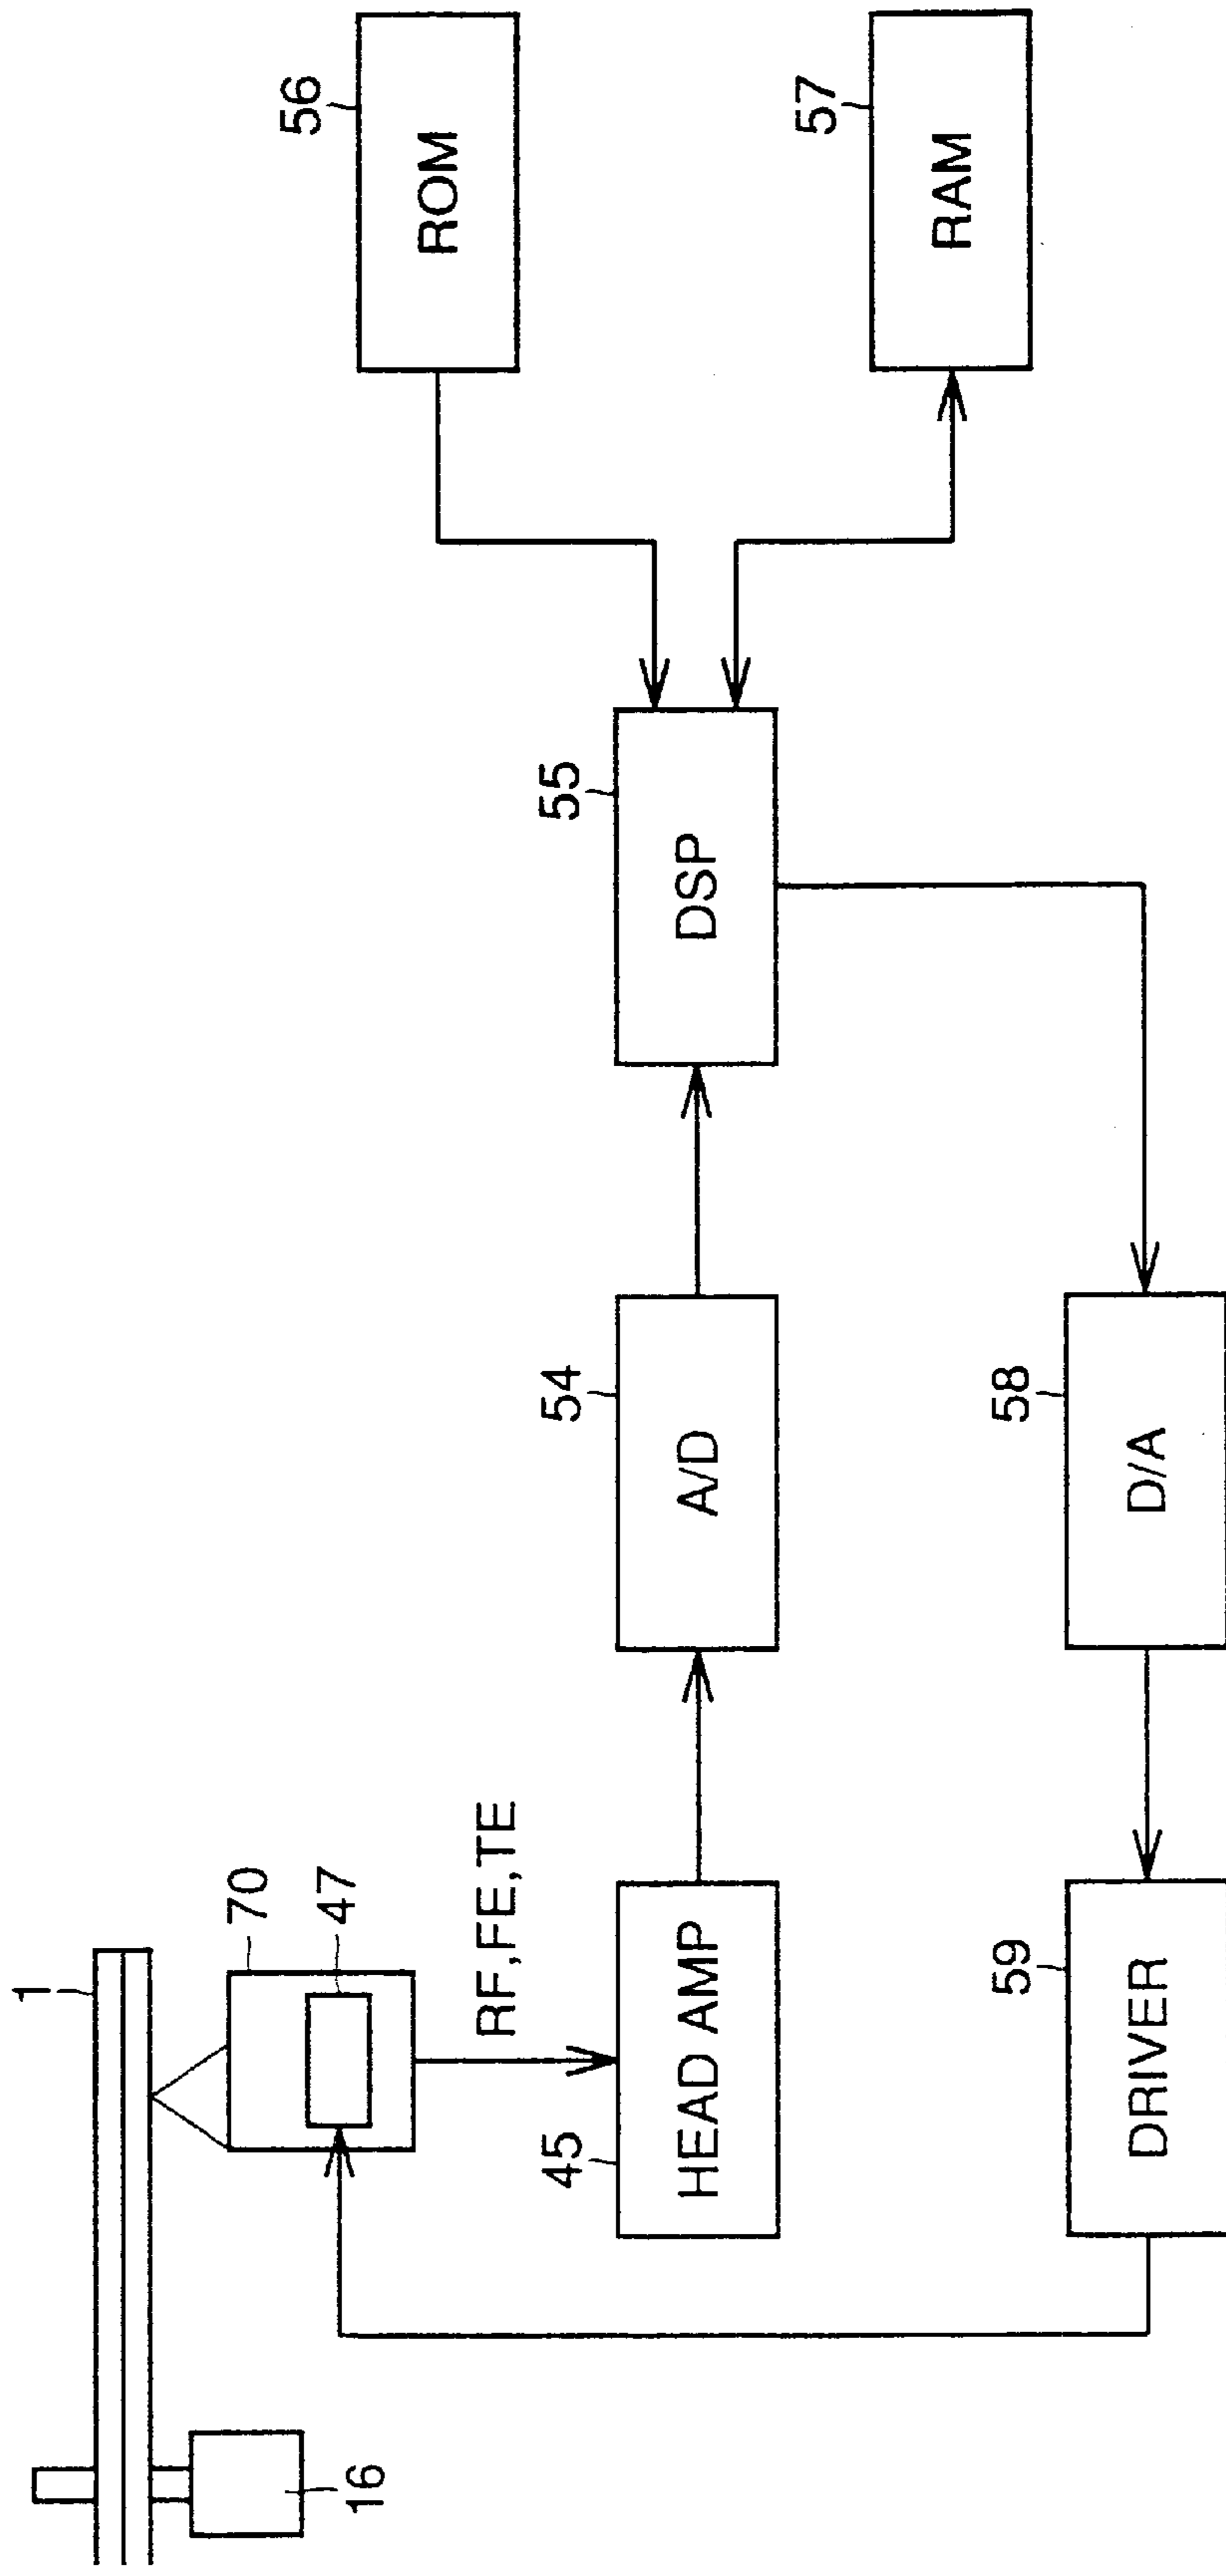 1
70
47
16
RF,FE,TE
45
HEAD AMP
54
A/D
55
DSP
56
ROM
57
RAM
59
DRIVER
58
D/A